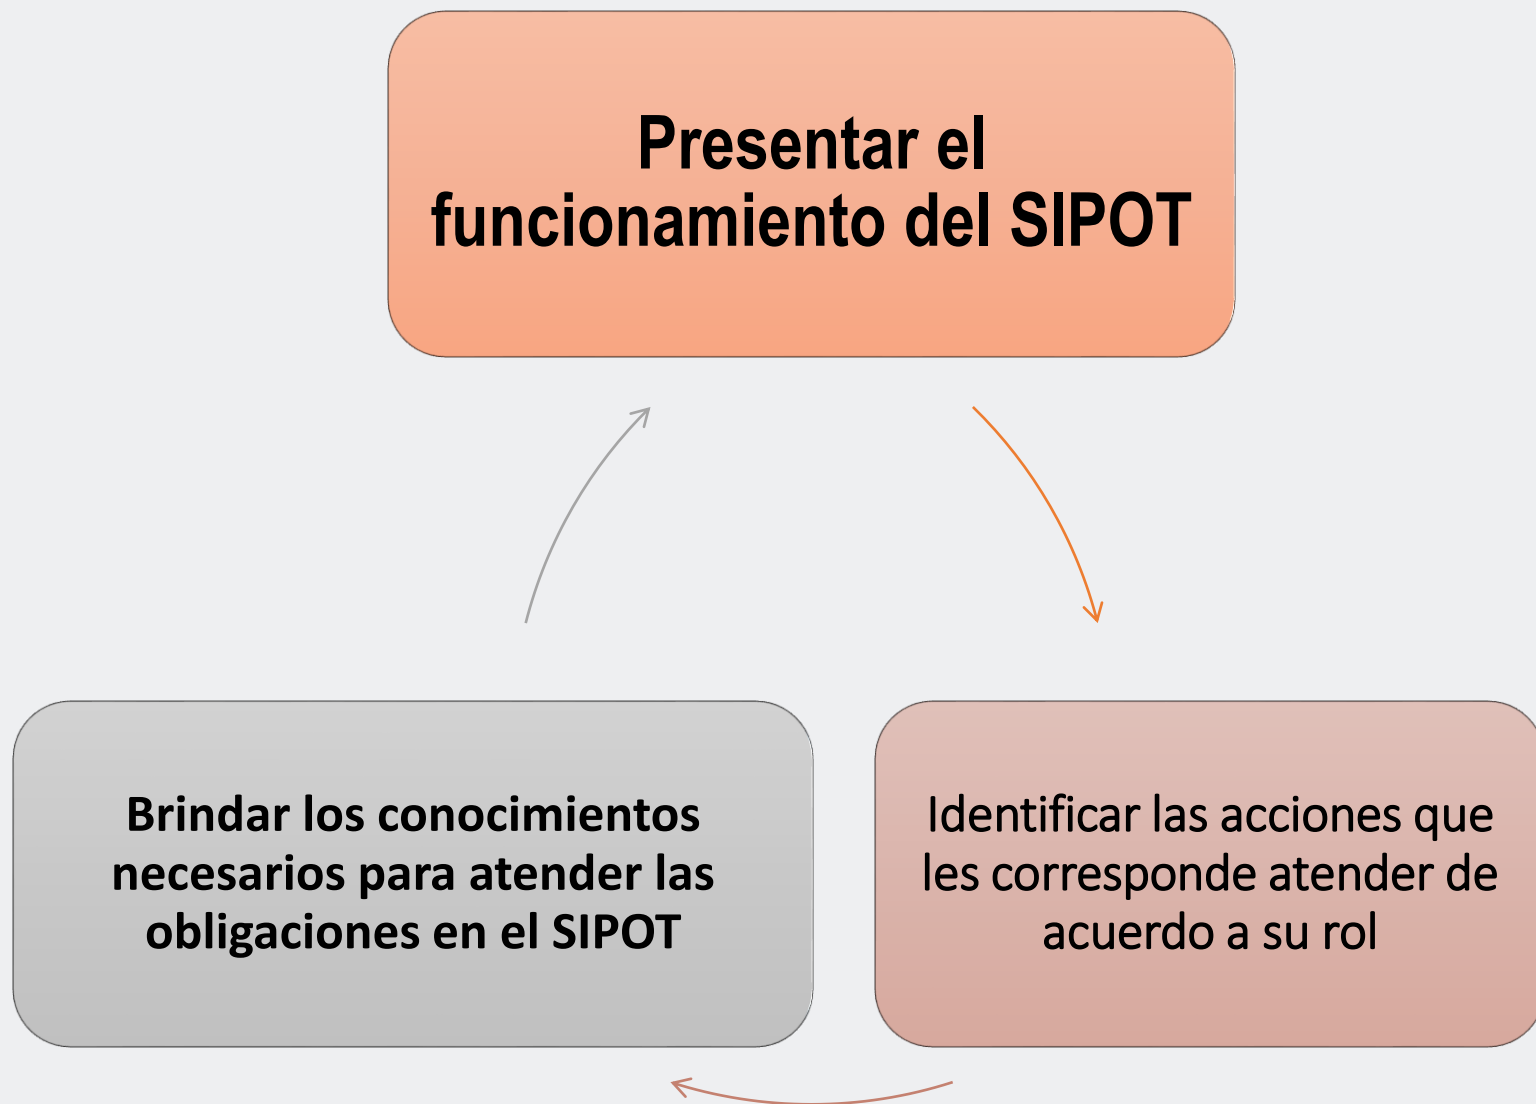 Presentar el
funcionamiento del SIPOT
Brindar los conocimientos
necesarios para atender las
obligaciones en el SIPOT
Identificar las acciones que
les corresponde atender de
acuerdo a su rol